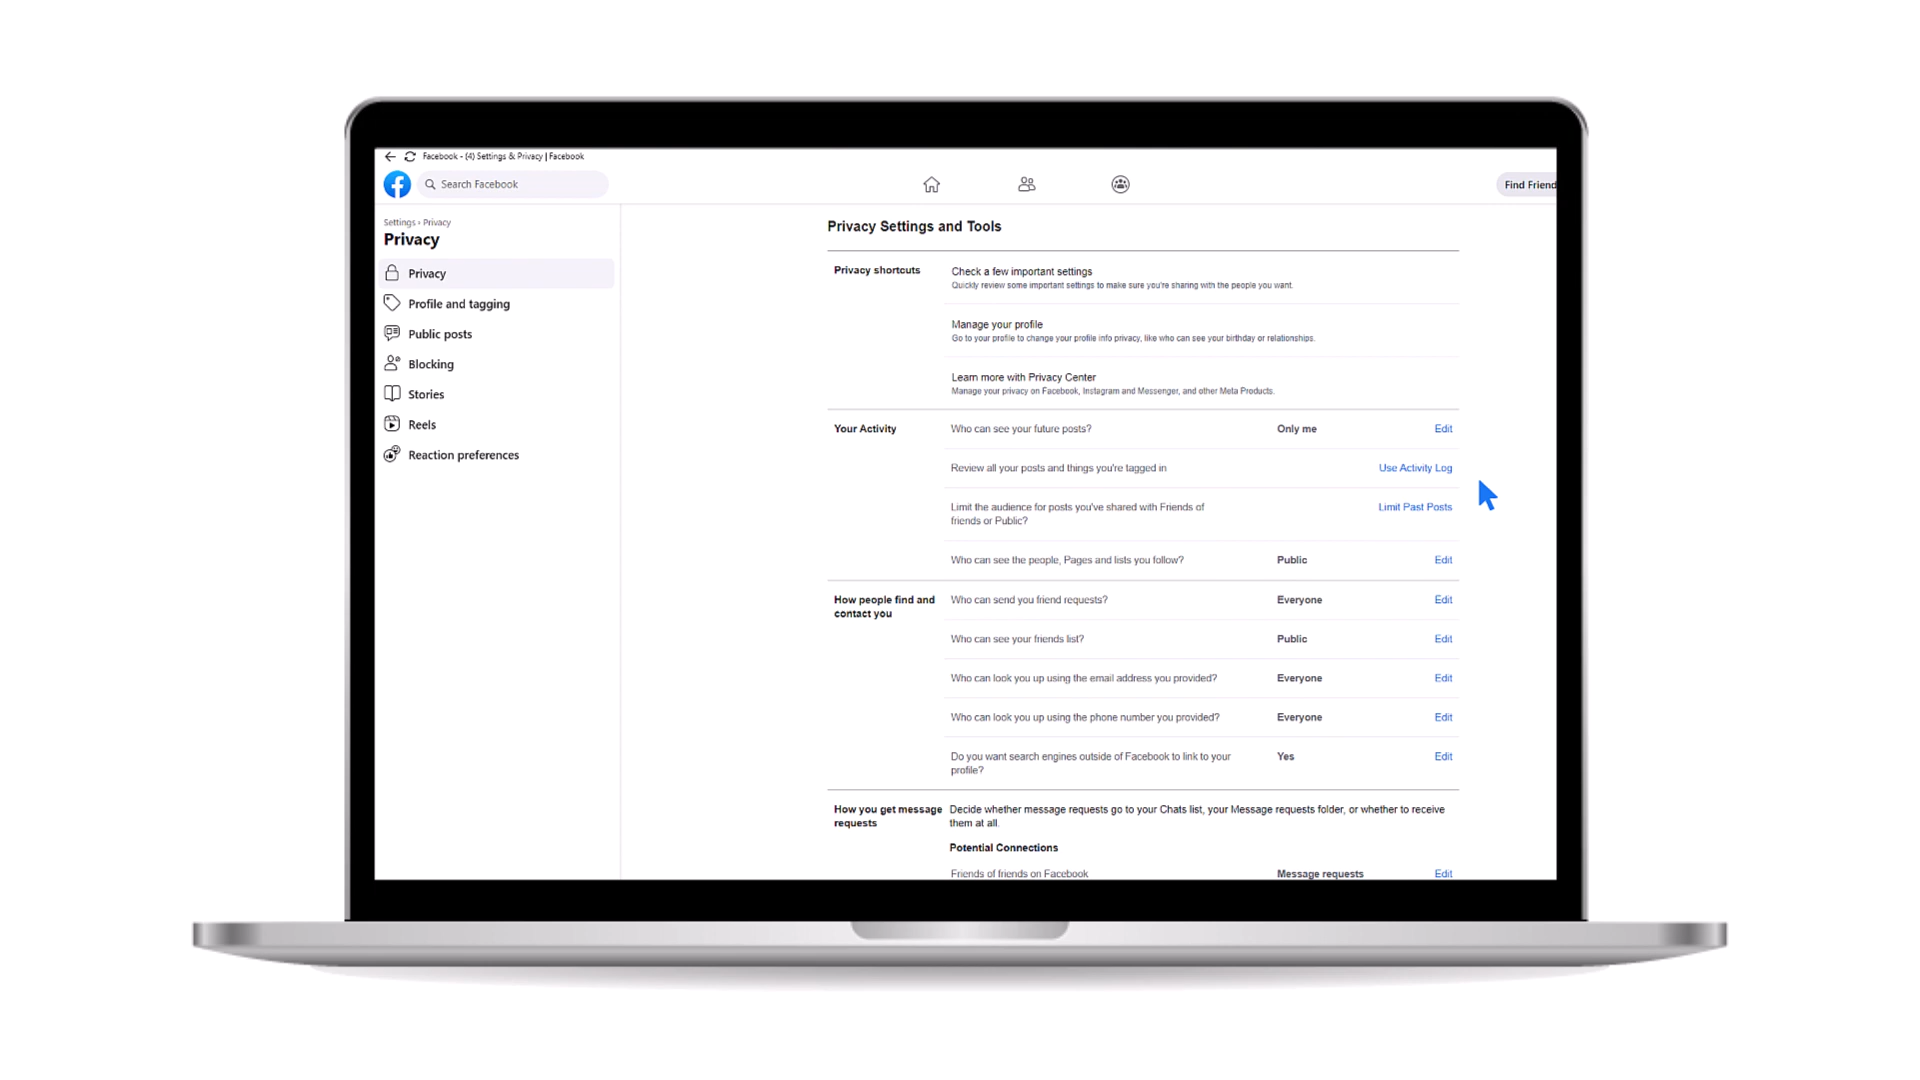 Facebook - (4) Settings & Privacy | Facebook
Search Facebook
Find Friend
Settings › Privacy
Privacy
Privacy
Profile and tagging
Public posts
Blocking
Stories
Reels
Reaction preferences
Privacy Settings and Tools
Privacy shortcuts
Check a few important settings
Quickly review some important settings to make sure you're sharing with the people you want.
Manage your profile
Go to your profile to change your profile info privacy, like who can see your birthday or relationships.
Learn more with Privacy Center
Manage your privacy on Facebook, Instagram and Messenger, and other Meta Products.
Your Activity
Who can see your future posts? Only me Edit
Review all your posts and things you're tagged in Use Activity Log
Limit the audience for posts you've shared with Friends of
friends or Public? Limit Past Posts
Who can see the people, Pages and lists you follow? Public Edit
How people find and
contact you
Who can send you friend requests? Everyone Edit
Who can see your friends list? Public Edit
Who can look you up using the email address you provided? Everyone Edit
Who can look you up using the phone number you provided? Everyone Edit
Do you want search engines outside of Facebook to link to your
profile? Yes Edit
How you get message
requests
Decide whether message requests go to your Chats list, your Message requests folder, or whether to receive
them at all.
Potential Connections
Friends of friends on Facebook Message requests Edit